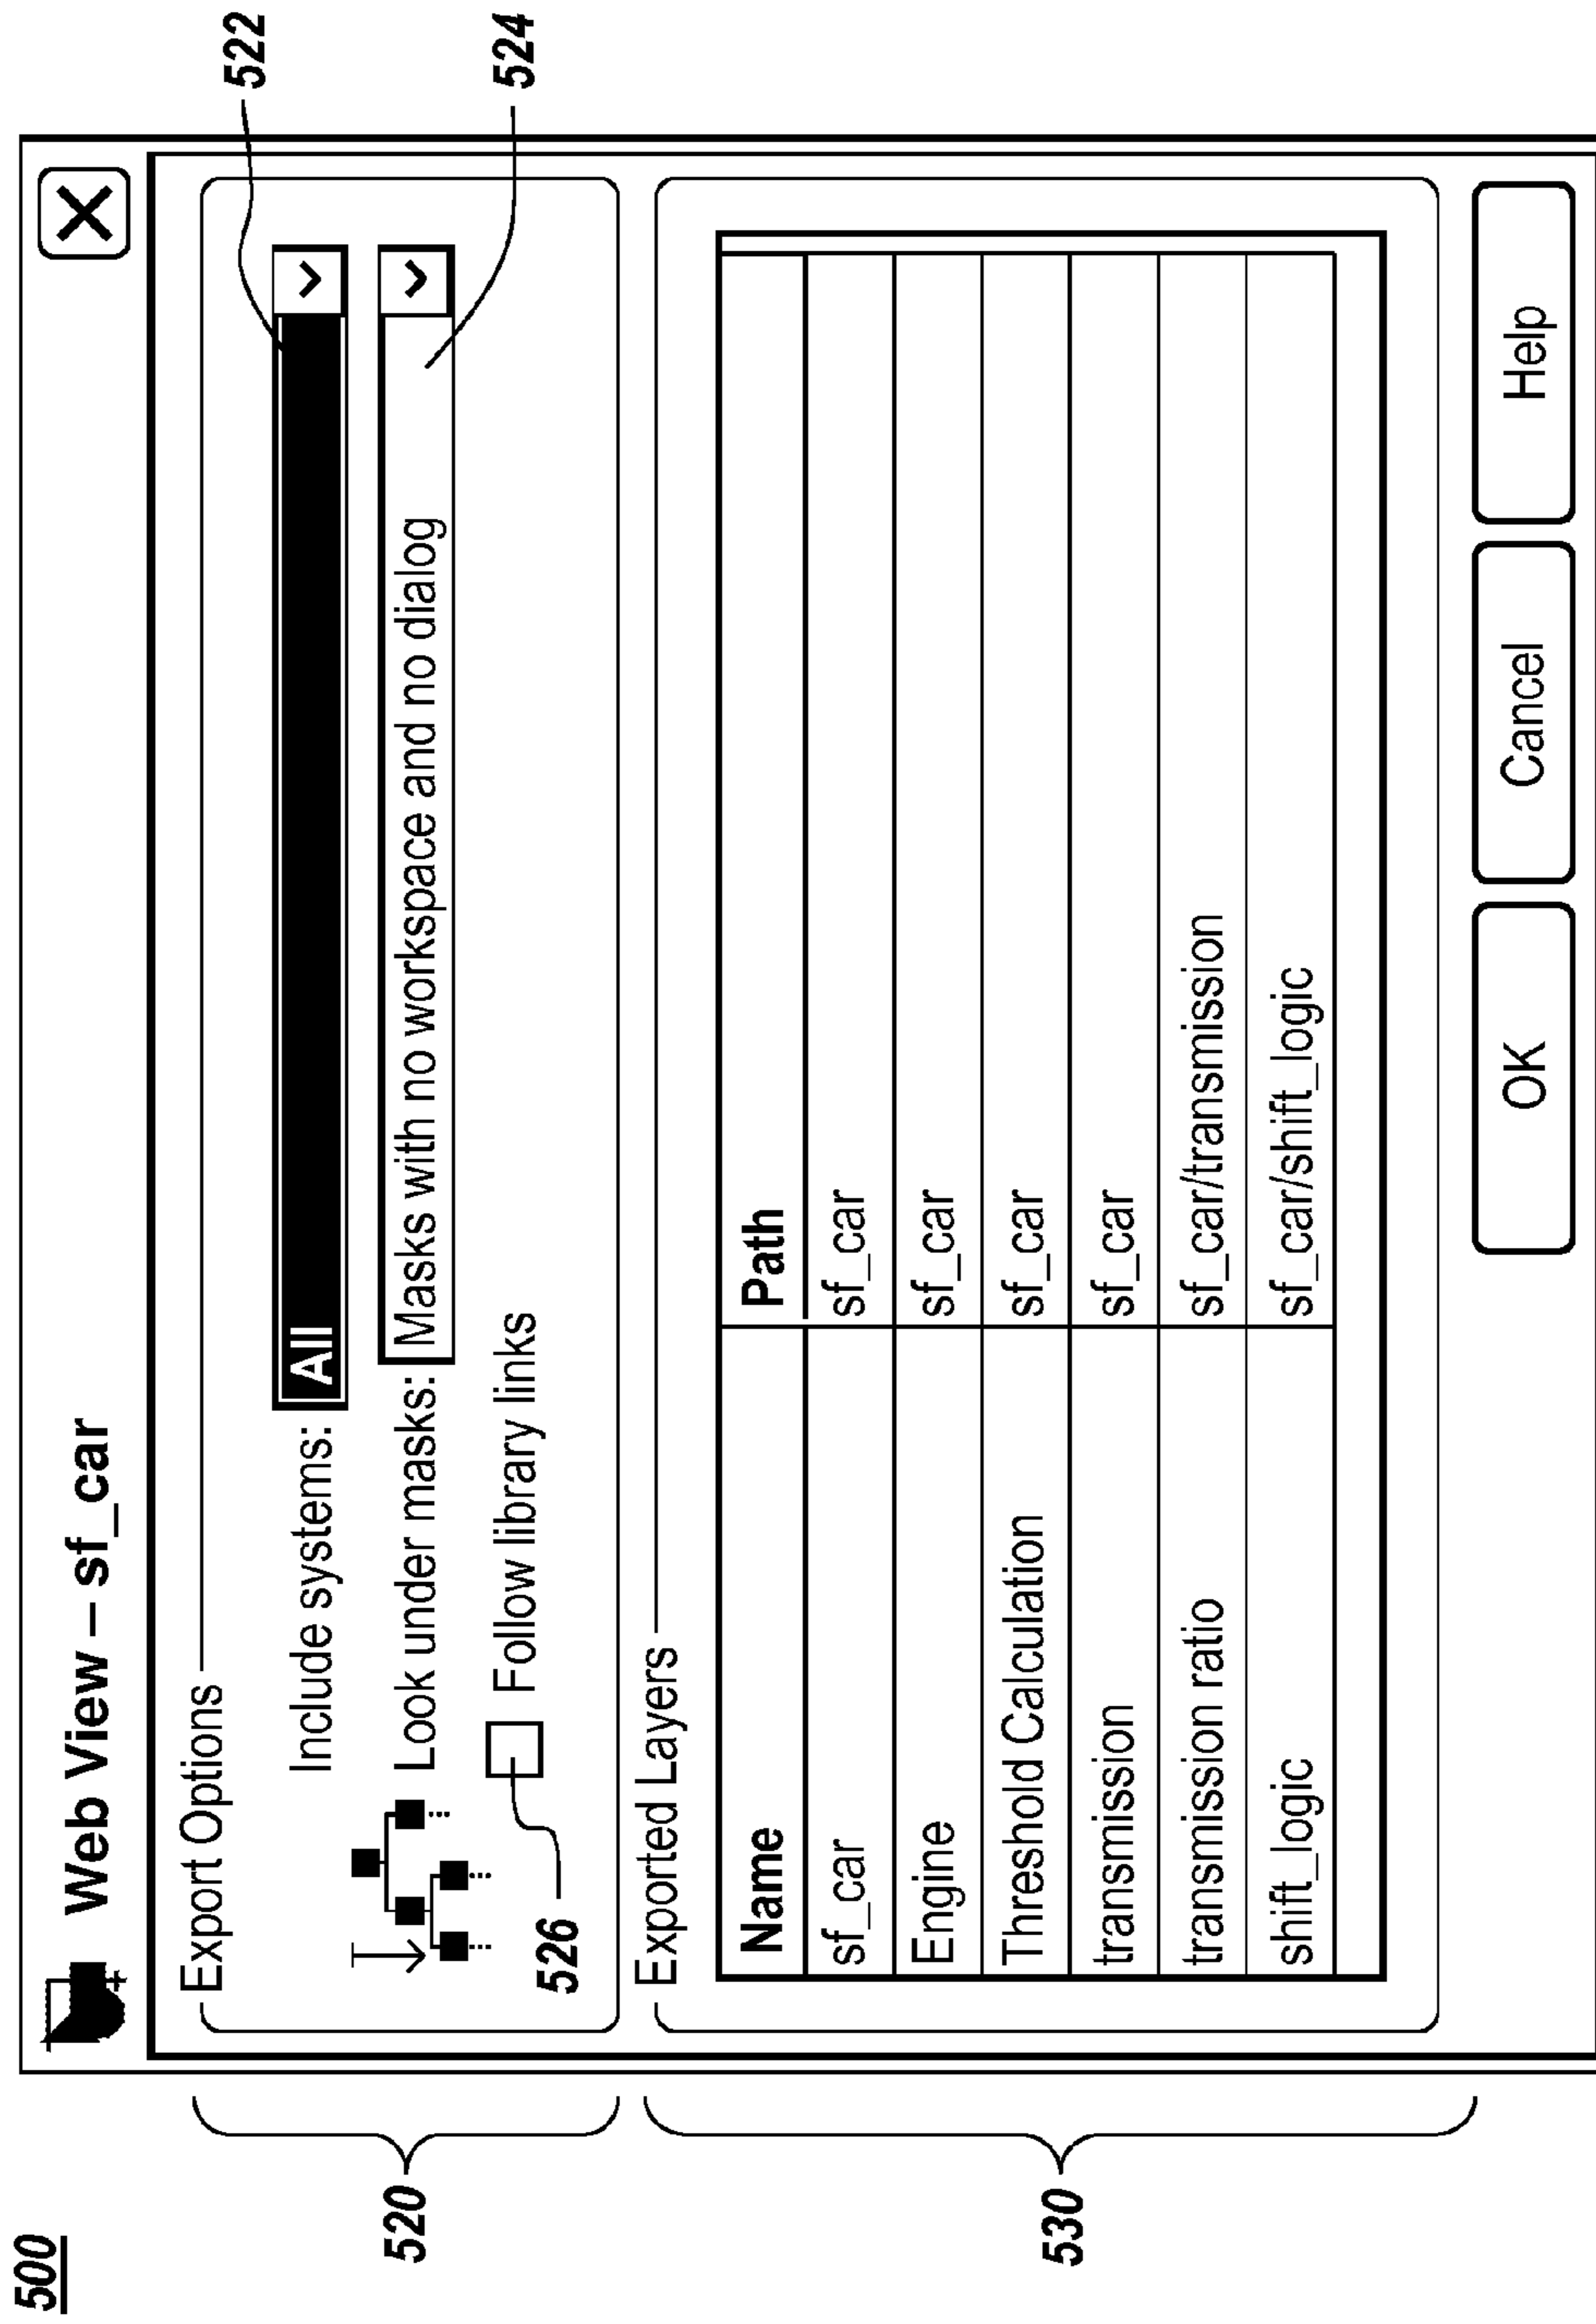 500
Web View – sf_car
Export Options
Include systems: All
522
Look under masks: Masks with no workspace and no dialog
524
Follow library links
526
520
Exported Layers
Name Path
sf_car sf_car
Engine sf_car
Threshold Calculation sf_car
transmission sf_car
transmission ratio sf_car/transmission
shift_logic sf_car/shift_logic
530
OK Cancel Help